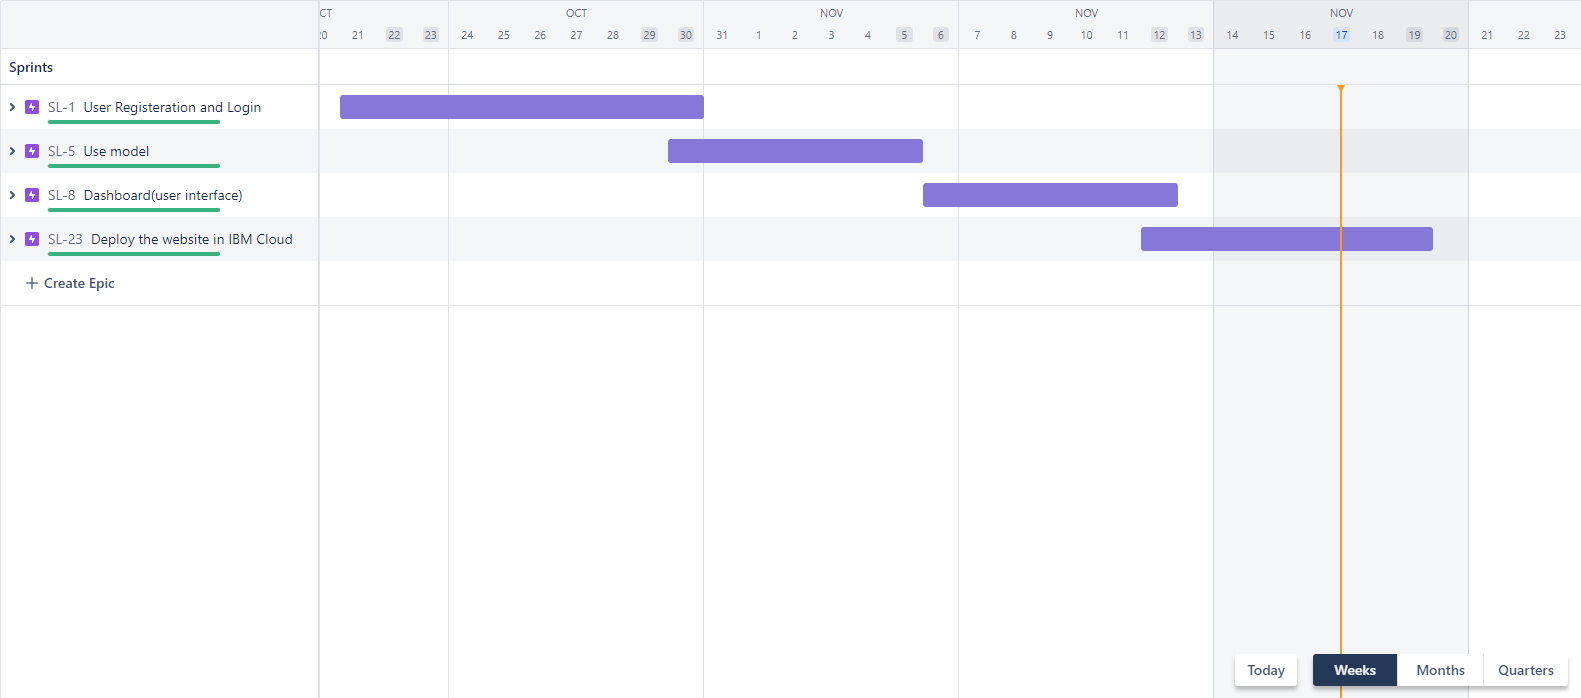 CT OCT NOV NOV NOV
20 21 22 23 24 25 26 27 28 29 30 31 1 2 3 4 5 6 7 8 9 10 11 12 13 14 15 16 17 18 19 20 21 22 23
Sprints
SL-1 User Registeration and Login
SL-5 Use model
SL-8 Dashboard(user interface)
SL-23 Deploy the website in IBM Cloud
+ Create Epic
Today Weeks Months Quarters